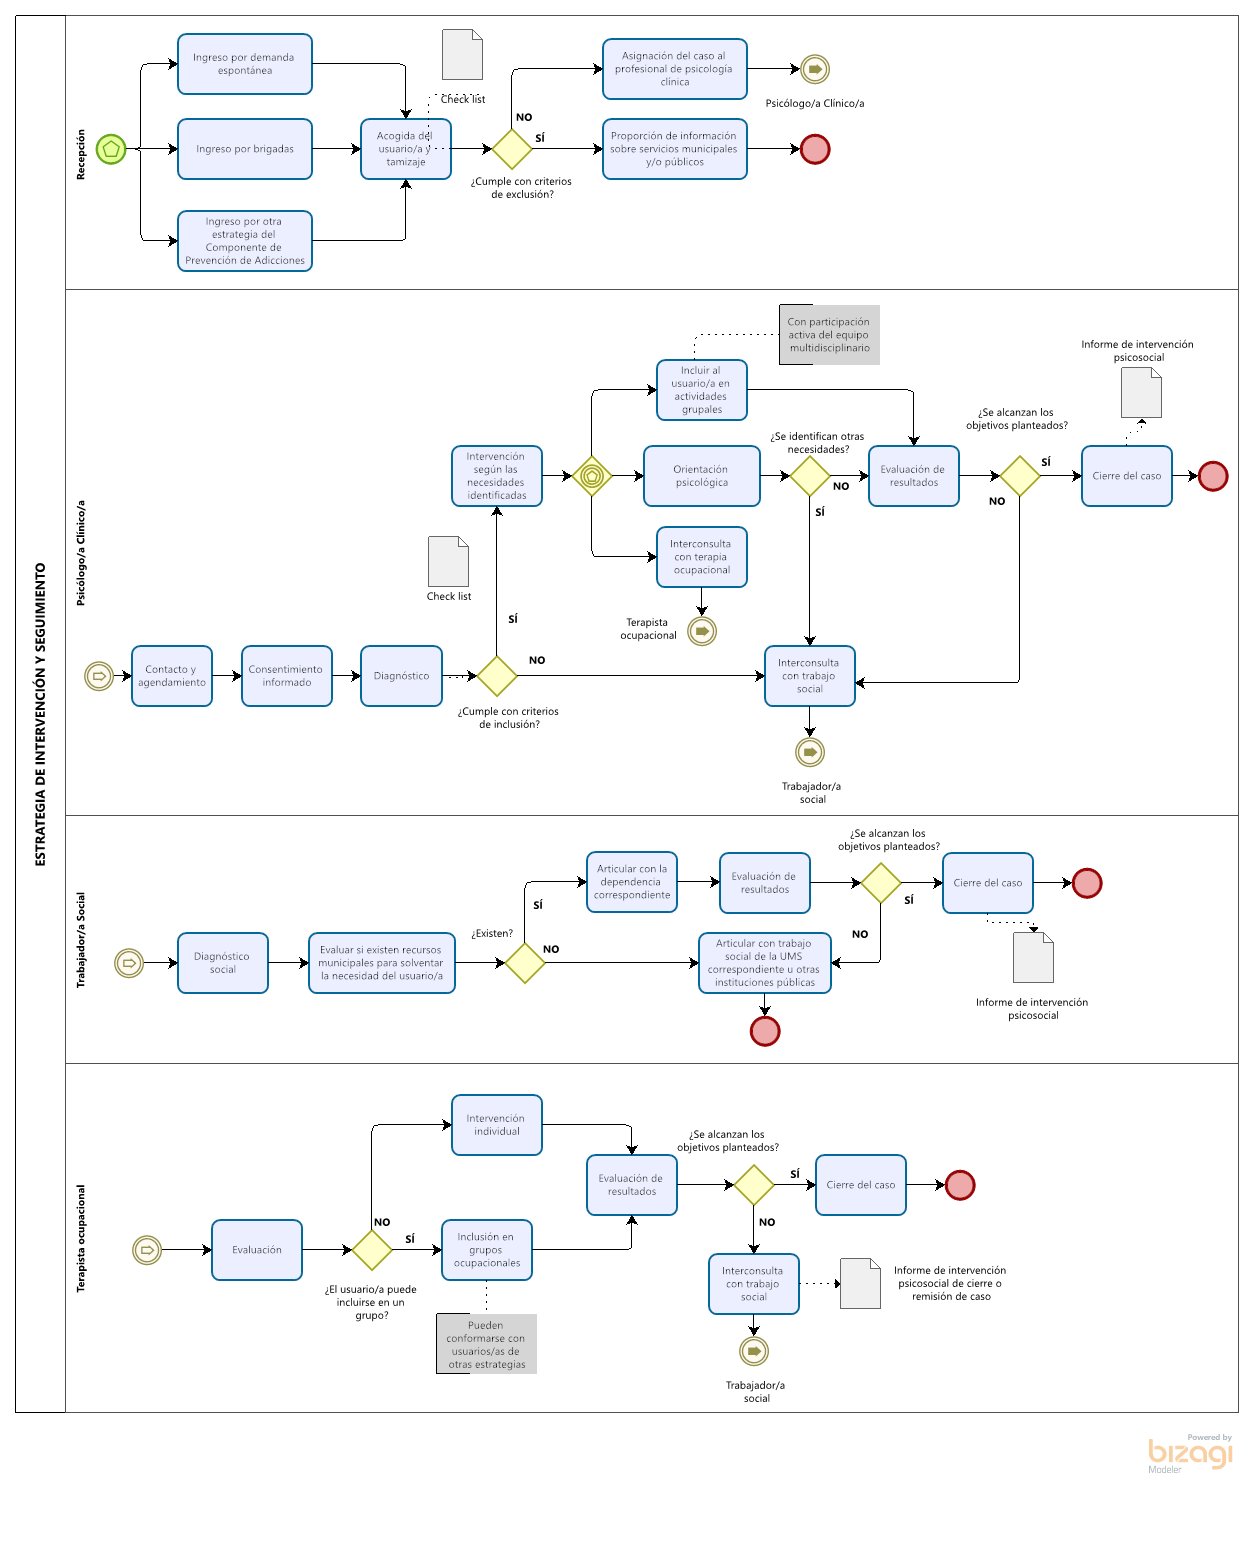 ESTRATEGIA DE INTERVENCIÓN Y SEGUIMIENTO
Recepción
Ingreso por demanda
espontánea
Ingreso por brigadas
Ingreso por otra
estrategia del
Componente de
Prevención de Adicciones
Check list
Acogida del
usuario/a y
tamizaje
NO
SÍ
¿Cumple con criterios
de exclusión?
Asignación del caso al
profesional de psicología
clínica
Psicólogo/a Clínico/a
Proporción de información
sobre servicios municipales
y/o públicos
Psicólogo/a Clínico/a
Contacto y
agendamiento
Consentimiento
informado
Diagnóstico
Check list
¿Cumple con criterios
de inclusión?
SÍ
NO
Intervención
según las
necesidades
identificadas
Con participación
activa del equipo
multidisciplinario
Incluir al
usuario/a en
actividades
grupales
Orientación
psicológica
Interconsulta
con terapia
ocupacional
Terapista
ocupacional
¿Se identifican otras
necesidades?
NO
SÍ
Evaluación de
resultados
¿Se alcanzan los
objetivos planteados?
SÍ
NO
Informe de intervención
psicosocial
Cierre del caso
Interconsulta
con trabajo
social
Trabajador/a
social
Trabajador/a Social
Diagnóstico
social
Evaluar si existen recursos
municipales para solventar
la necesidad del usuario/a
¿Existen?
SÍ
NO
Articular con la
dependencia
correspondiente
Evaluación de
resultados
¿Se alcanzan los
objetivos planteados?
SÍ
NO
Cierre del caso
Articular con trabajo
social de la UMS
correspondiente u otras
instituciones públicas
Informe de intervención
psicosocial
Terapista ocupacional
Evaluación
¿El usuario/a puede
incluirse en un
grupo?
NO
SÍ
Intervención
individual
Inclusión en
grupos
ocupacionales
Pueden
conformarse con
usuarios/as de
otras estrategias
Evaluación de
resultados
¿Se alcanzan los
objetivos planteados?
SÍ
NO
Cierre del caso
Interconsulta
con trabajo
social
Informe de intervención
psicosocial de cierre o
remisión de caso
Trabajador/a
social
Powered by
bizagi
Modeler